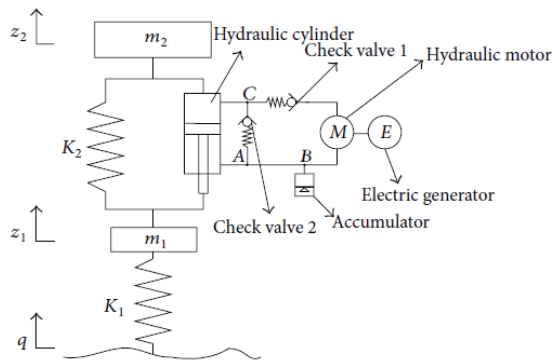 z2
m2
Hydraulic cylinder
Check valve 1
Hydraulic motor
C
M
E
K2
A
B
Electric generator
Accumulator
Check valve 2
z1
m1
K1
q